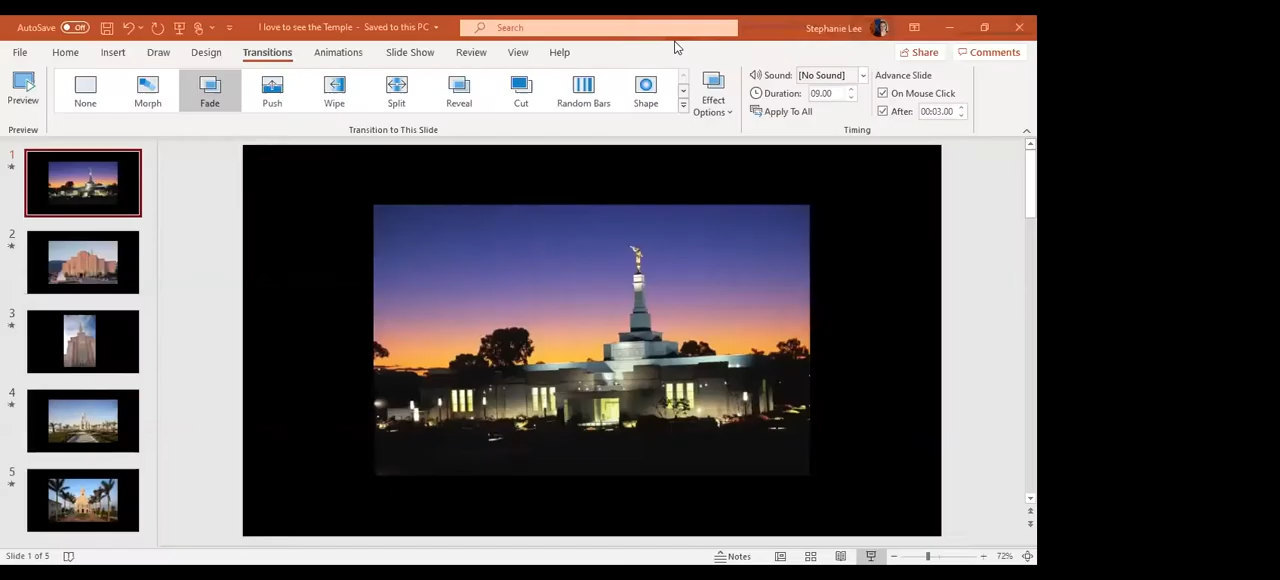 AutoSave Off I love to see the Temple - Saved to this PC Search Stephanie Lee
File Home Insert Draw Design Transitions Animations Slide Show Review View Help Share Comments
Preview None Morph Fade Push Wipe Split Reveal Cut Random Bars Shape Effect Options
Sound: [No Sound] Advance Slide
Duration: 09.00 On Mouse Click
Apply To All After: 00:03.00
Preview Transition to This Slide Timing
1
2
3
4
5
Slide 1 of 5 Notes 72%